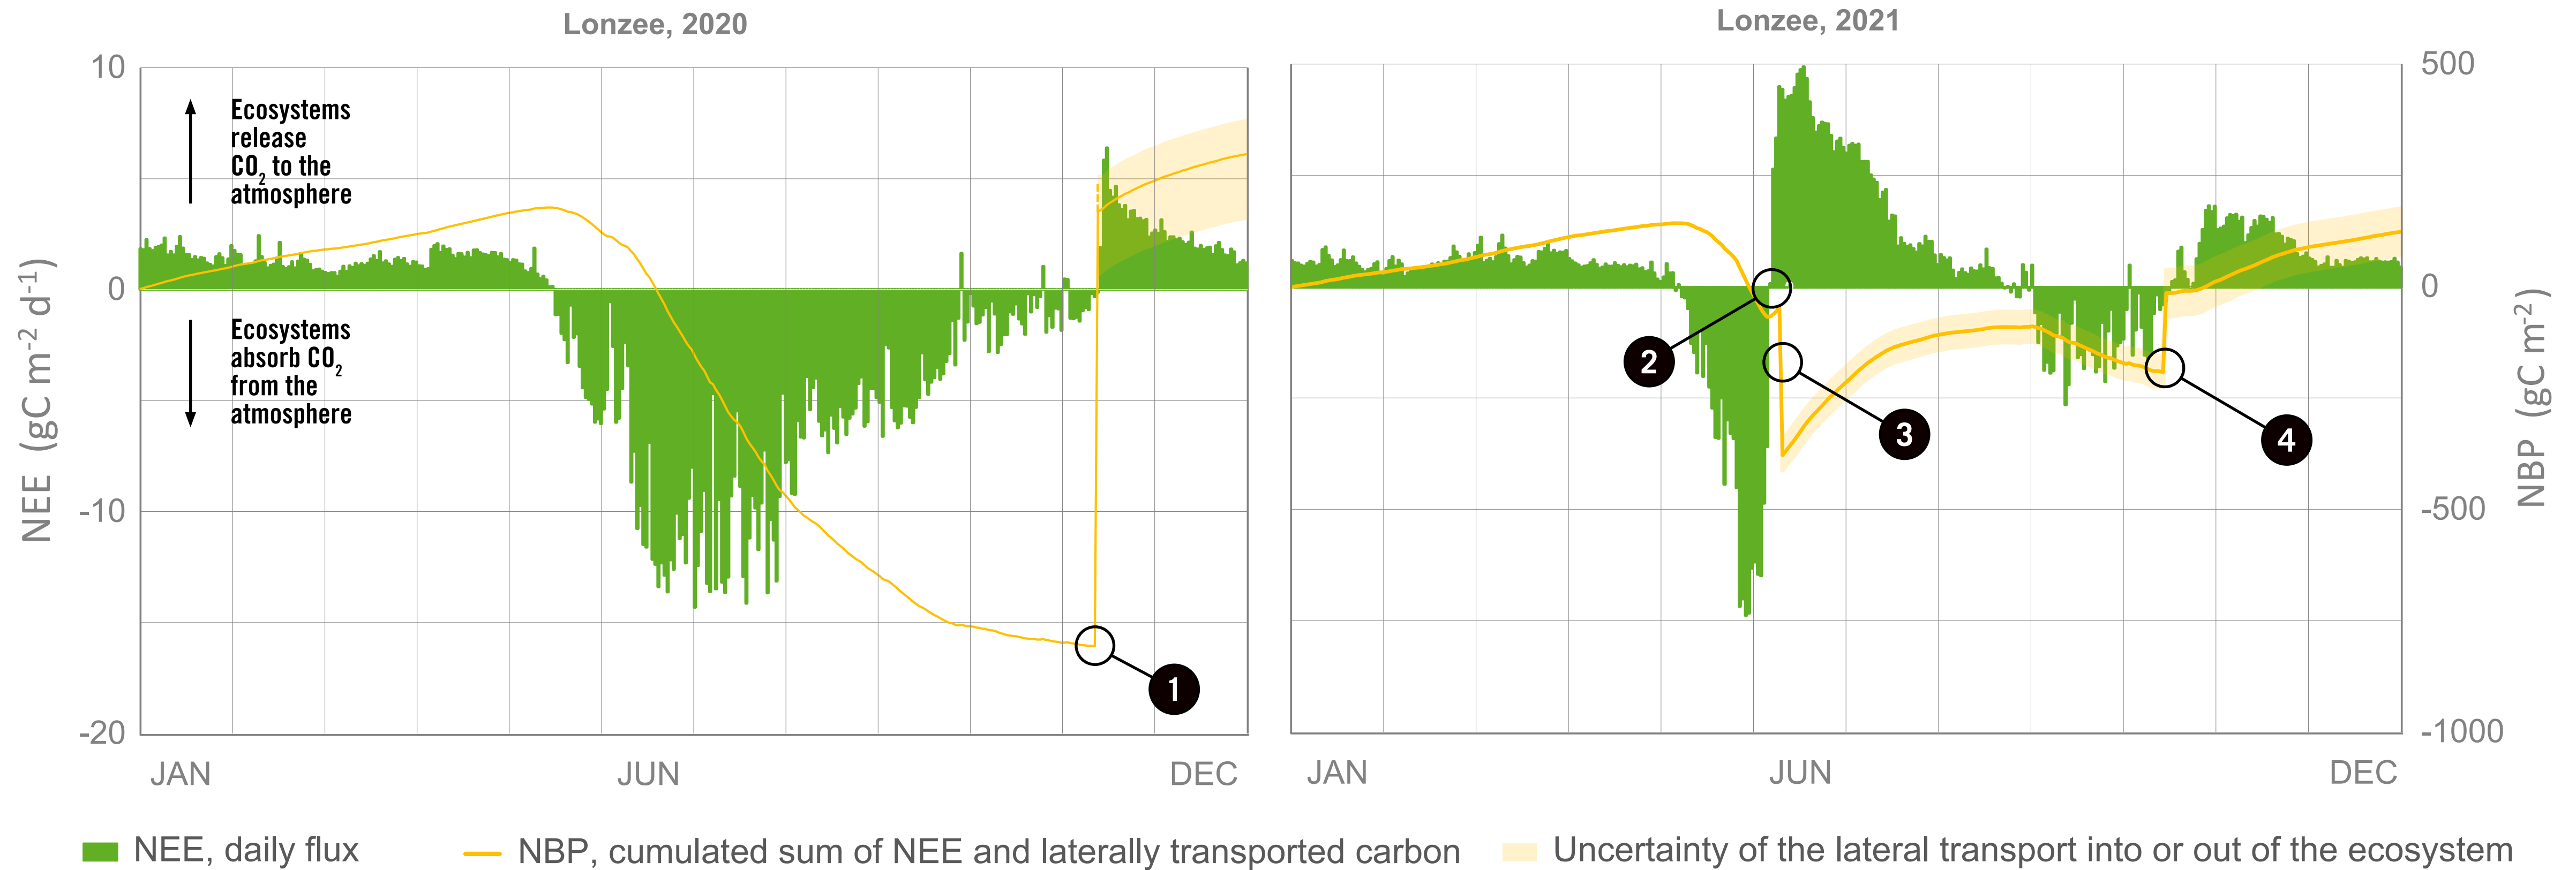 Lonzee, 2020
Lonzee, 2021
10
0
-10
-20
NEE (gC m-2 d-1)
Ecosystems
release
CO2 to the
atmosphere
Ecosystems
absorb CO2
from the
atmosphere
1
2
3
4
500
0
-500
-1000
NBP (gC m-2)
JAN
JUN
DEC
JAN
JUN
DEC
NEE, daily flux
NBP, cumulated sum of NEE and laterally transported carbon
Uncertainty of the lateral transport into or out of the ecosystem